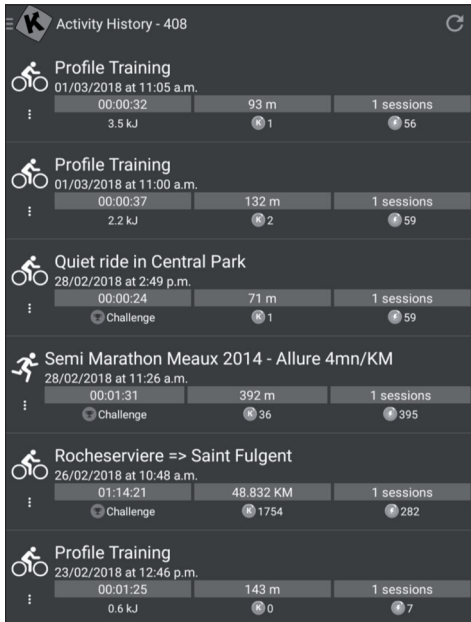 K Activity History - 408
Profile Training
01/03/2018 at 11:05 a.m.
00:00:32 93 m 1 sessions
3.5 kJ K 1 56
Profile Training
01/03/2018 at 11:00 a.m.
00:00:37 132 m 1 sessions
2.2 kJ K 2 59
Quiet ride in Central Park
28/02/2018 at 2:49 p.m.
00:00:24 71 m 1 sessions
Challenge K 1 59
Semi Marathon Meaux 2014 - Allure 4mn/KM
28/02/2018 at 11:26 a.m.
00:01:31 392 m 1 sessions
Challenge K 36 395
Rocheserviere => Saint Fulgent
26/02/2018 at 10:48 a.m.
01:14:21 48.832 KM 1 sessions
Challenge K 1754 282
Profile Training
23/02/2018 at 12:46 p.m.
00:01:25 143 m 1 sessions
0.6 kJ K 0 7